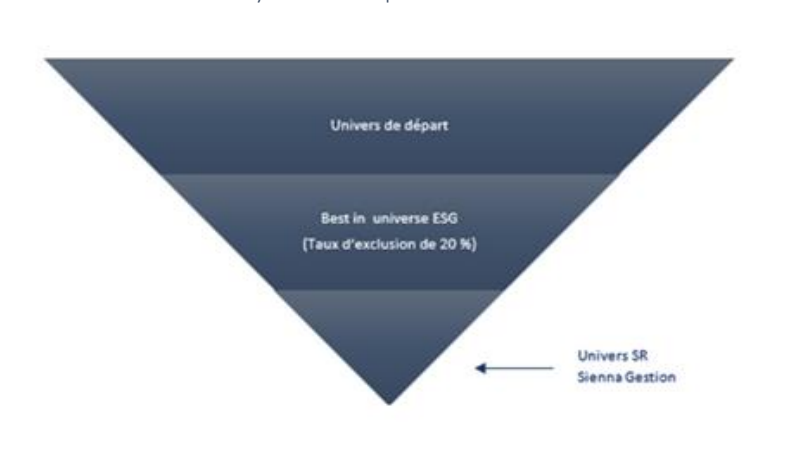 Univers de départ
Best in universe ESG
(Taux d'exclusion de 20 %)
Univers SR
Sienna Gestion